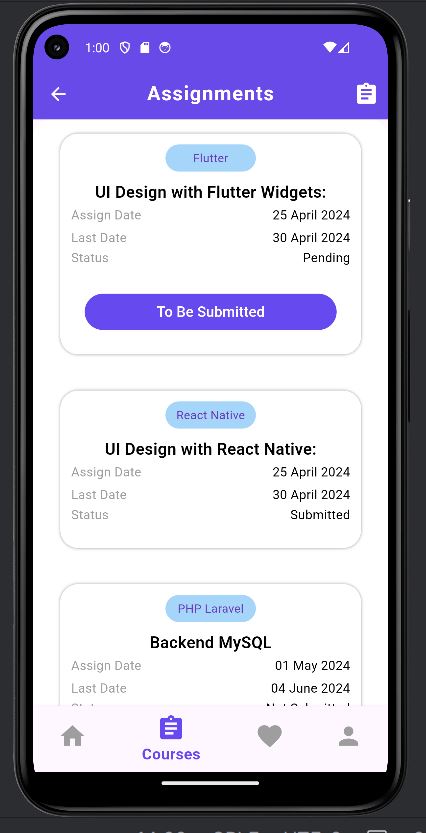 1:00
Assignments
Flutter
UI Design with Flutter Widgets:
Assign Date 25 April 2024
Last Date 30 April 2024
Status Pending
To Be Submitted
React Native
UI Design with React Native:
Assign Date 25 April 2024
Last Date 30 April 2024
Status Submitted
PHP Laravel
Backend MySQL
Assign Date 01 May 2024
Last Date 04 June 2024
Courses